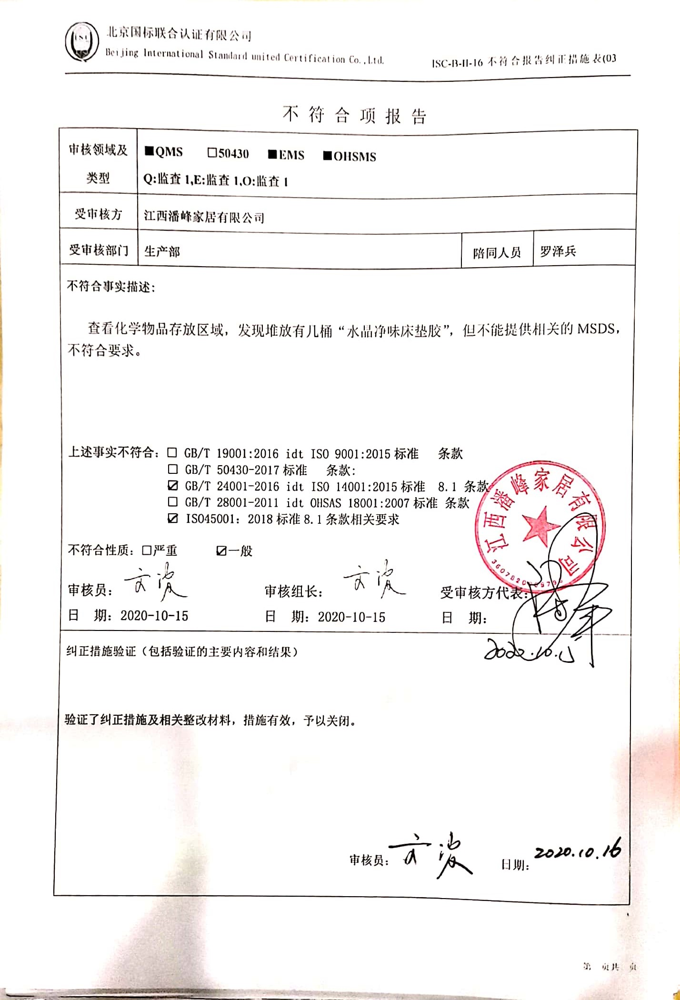 北京国标联合认证有限公司
Beijing International Standard united Certification Co.,Ltd.
ISC-B-II-16 不符合报告纠正措施表(03
不符合项报告
审核领域及类型
■QMS □50430 ■EMS ■OHSMS
Q:监查 1,E:监查 1,O:监查 1
受审核方 江西潘峰家居有限公司
受审核部门 生产部 陪同人员 罗泽兵
不符合事实描述:
查看化学物品存放区域，发现堆放有几桶“水晶净味床垫胶”，但不能提供相关的 MSDS，
不符合要求。
上述事实不符合：□ GB/T 19001:2016 idt ISO 9001:2015 标准 条款
□ GB/T 50430-2017 标准 条款:
☑ GB/T 24001-2016 idt ISO 14001:2015 标准 8.1 条款
□ GB/T 28001-2011 idt OHSAS 18001:2007 标准 条款
☑ ISO45001：2018 标准 8.1 条款相关要求
江西潘峰家居有限公司
不符合性质：□严重 ☑一般
审核员： 文波 审核组长： 文波 受审核方代表: 潘峰
日 期：2020-10-15 日 期：2020-10-15 日 期：
纠正措施验证（包括验证的主要内容和结果）
验证了纠正措施及相关整改材料，措施有效，予以关闭。
审核员： 文波 日期： 2020.10.16
第 页共 页